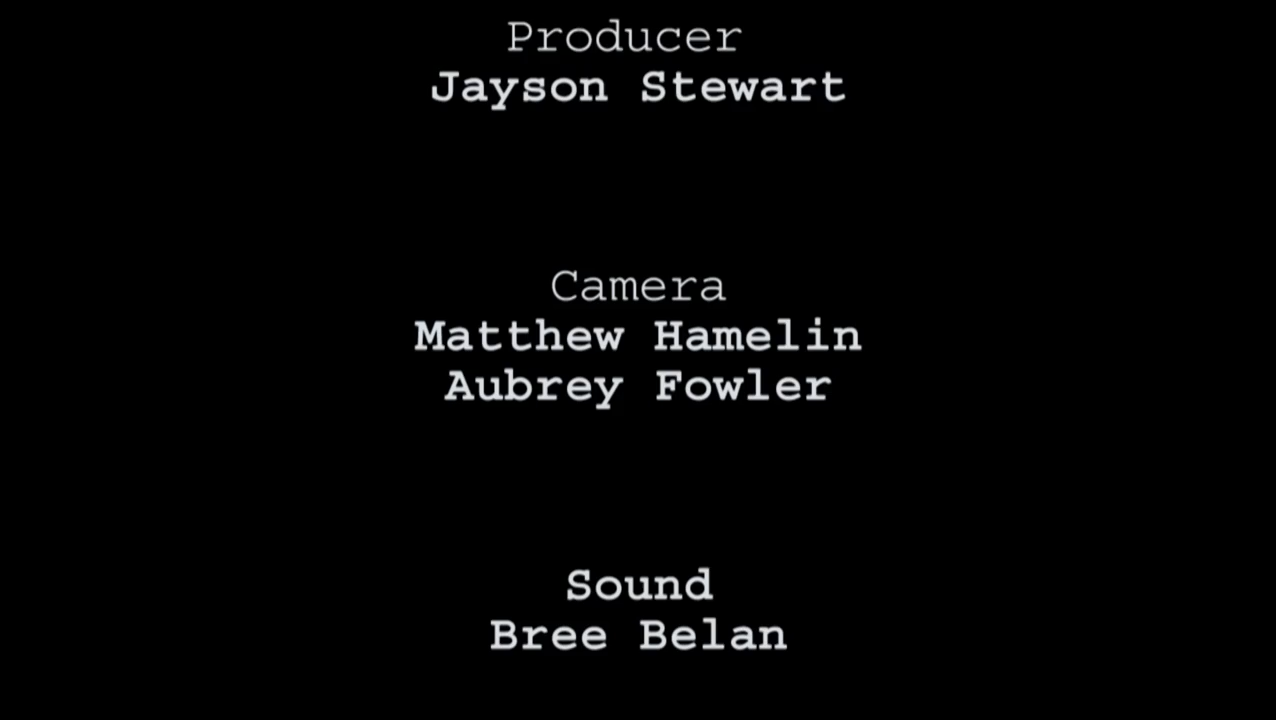 Producer
Jayson Stewart
Camera
Matthew Hamelin
Aubrey Fowler
Sound
Bree Belan